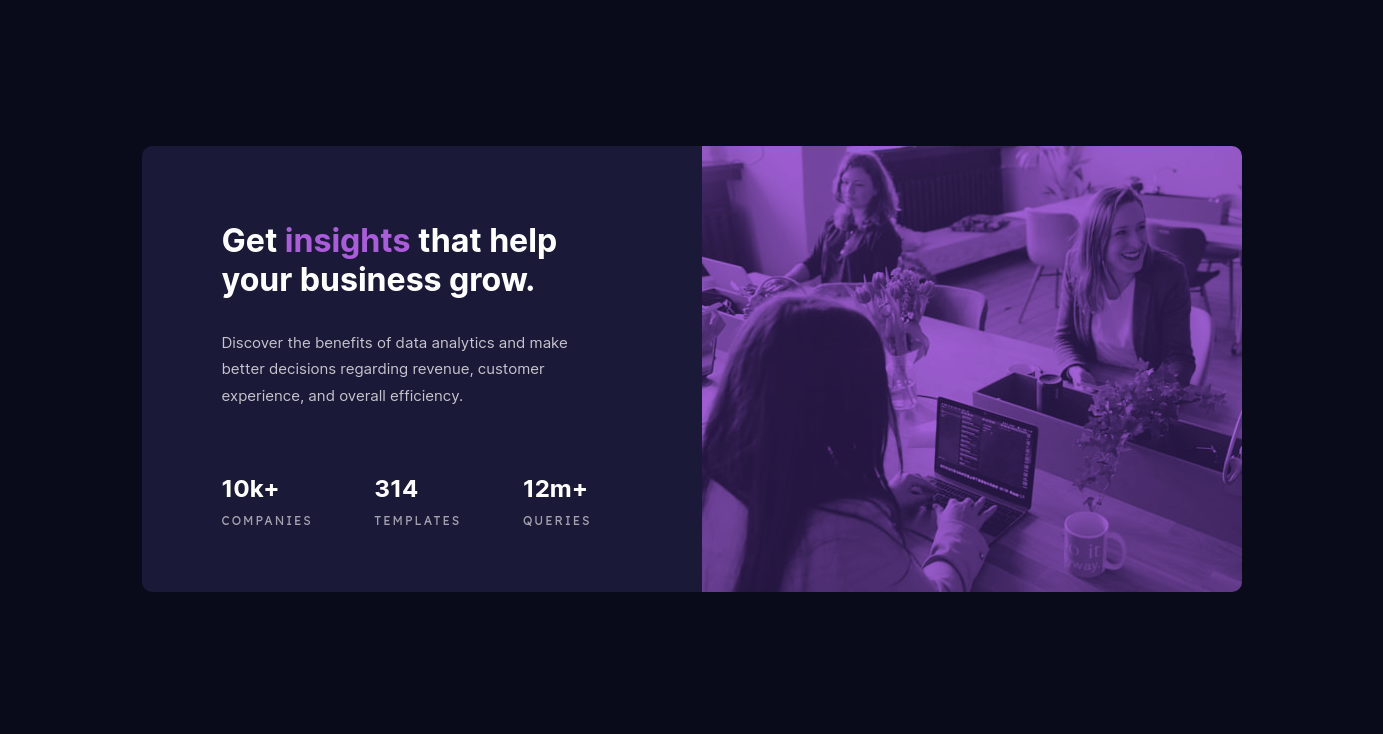 Get insights that help
your business grow.
Discover the benefits of data analytics and make
better decisions regarding revenue, customer
experience, and overall efficiency.
10k+ 314 12m+
COMPANIES TEMPLATES QUERIES